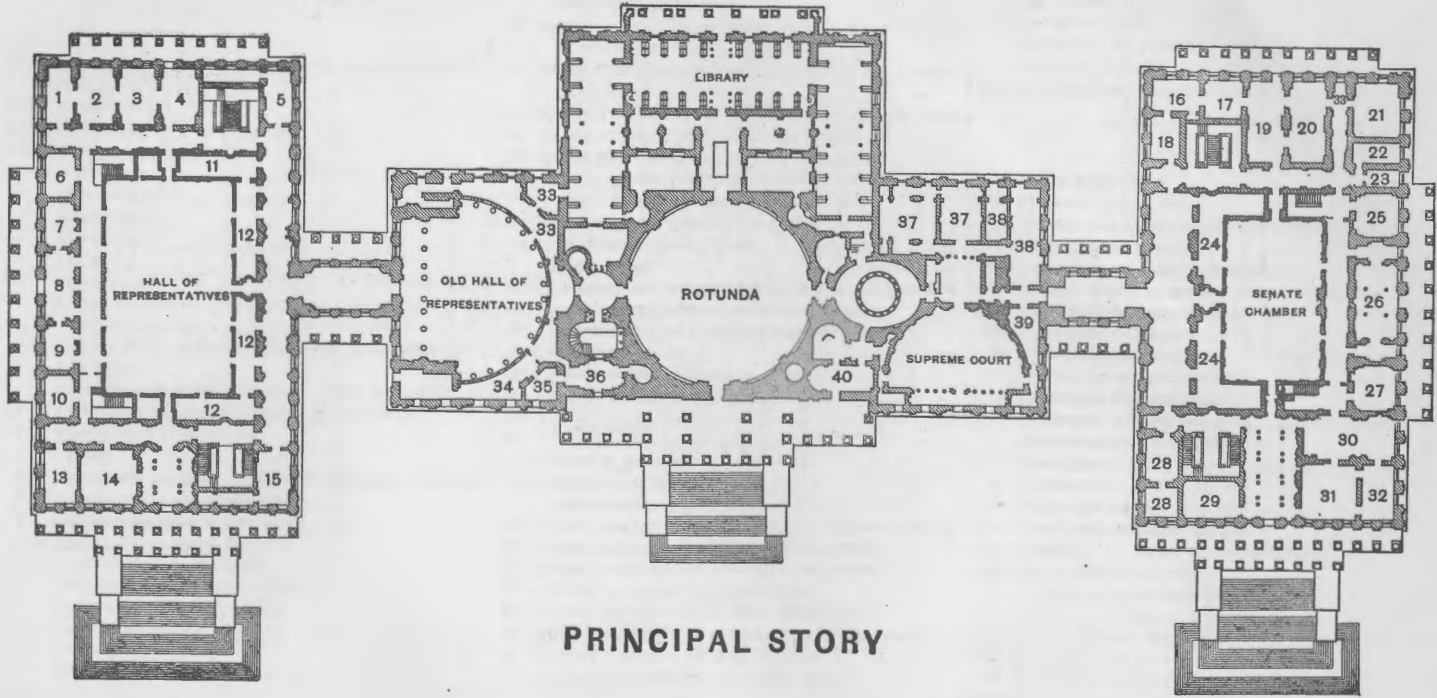 LIBRARY
1 2 3 4 5
16 17 33 21
18 19 20
22
11
23
6
33
25
37 37 38
7
12
33
24
38
HALL OF
REPRESENTATIVES
OLD HALL OF
REPRESENTATIVES
ROTUNDA
SENATE
CHAMBER
8
26
39
12
9
SUPREME COURT
24
10
34 35 36
40
27
12
28
30
13 14 15
28 29
31 32
PRINCIPAL STORY